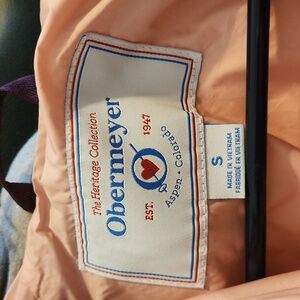 The Heritage Collection
Obermeyer
EST. 1947
Aspen • Colorado
S
MADE IN VIETNAM
FABRIQUÉ EN VIETNAM